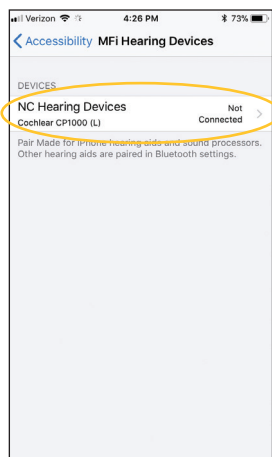 Verizon 4:26 PM 73%
Accessibility MFi Hearing Devices
DEVICES
NC Hearing Devices Not
Cochlear CP1000 (L) Connected
Pair Made for iPhone hearing aids and sound processors.
Other hearing aids are paired in Bluetooth settings.